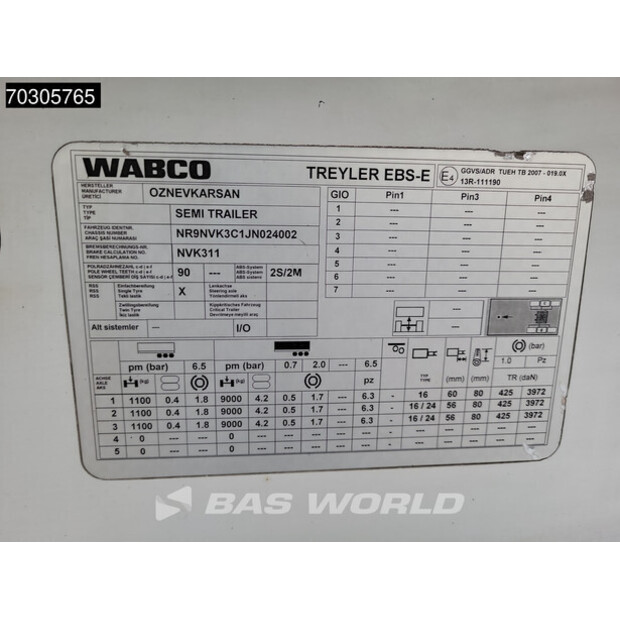 70305765
WABCO
TREYLER EBS-E
E4
GGVS/ADR TUEH TB 2007 - 019.0X
13R-111190
HERSTELLER
MANUFACTURER
ÜRETİCİ
OZNEVKARSAN
TYP
TYPE
TİP
SEMI TRAILER
FAHRZEUG IDENTNR.
CHASSIS NUMBER
ARAÇ ŞASİ NUMARASI
NR9NVK3C1JN024002
BREMSBERECHNUNGS-NR.
BRAKE CALCULATION NO.
FREN HESAPLAMA NO.
NVK311
POLRADZÄHNEZAHL c-d | e-f
POLE WHEEL TEETH c-d | e-f
SENSOR ÇEMBERİ DİŞ SAYISI c-d | e-f
90 ---
ABS-System
ABS-System
ABS sistemi
2S/2M
RSS
RSS
RSS
Einfachbereifung
Single Tyre
Tekli lastik
X
Lenkachse
Steering axle
Yönlendirmeli aks
Zwillingsbereifung
Twin Tyre
Kippkritisches Fahrzeug
Critical Trailer
Devrilmeye meyilli araç
Alt sistemler --- I/O
GIO Pin1 Pin3 Pin4
1 --- --- ---
2 --- --- ---
3 --- --- ---
4 --- --- ---
5 --- --- ---
6 --- --- ---
7 --- --- ---
--- ---
pm (bar) 6.5 pm (bar) 0.7 2.0 --- 6.5
(bar)
1.0 Pz
ACHSE
AXLE
AKS
(kg) (kg) pz
TYP
TYPE
(mm) (mm) TR (daN)
1 1100 0.4 1.8 9000 4.2 0.5 1.7 --- 6.3 - 16 60 80 425 3972
2 1100 0.4 1.8 9000 4.2 0.5 1.7 --- 6.3 - 16 / 24 56 80 425 3972
3 1100 0.4 1.8 9000 4.2 0.5 1.7 --- 6.3 - 16 / 24 56 80 425 3972
4 0 --- --- 0 --- --- --- --- --- - --- --- --- --- ---
5 0 --- --- 0 --- --- --- --- --- - --- --- --- --- ---
BAS WORLD